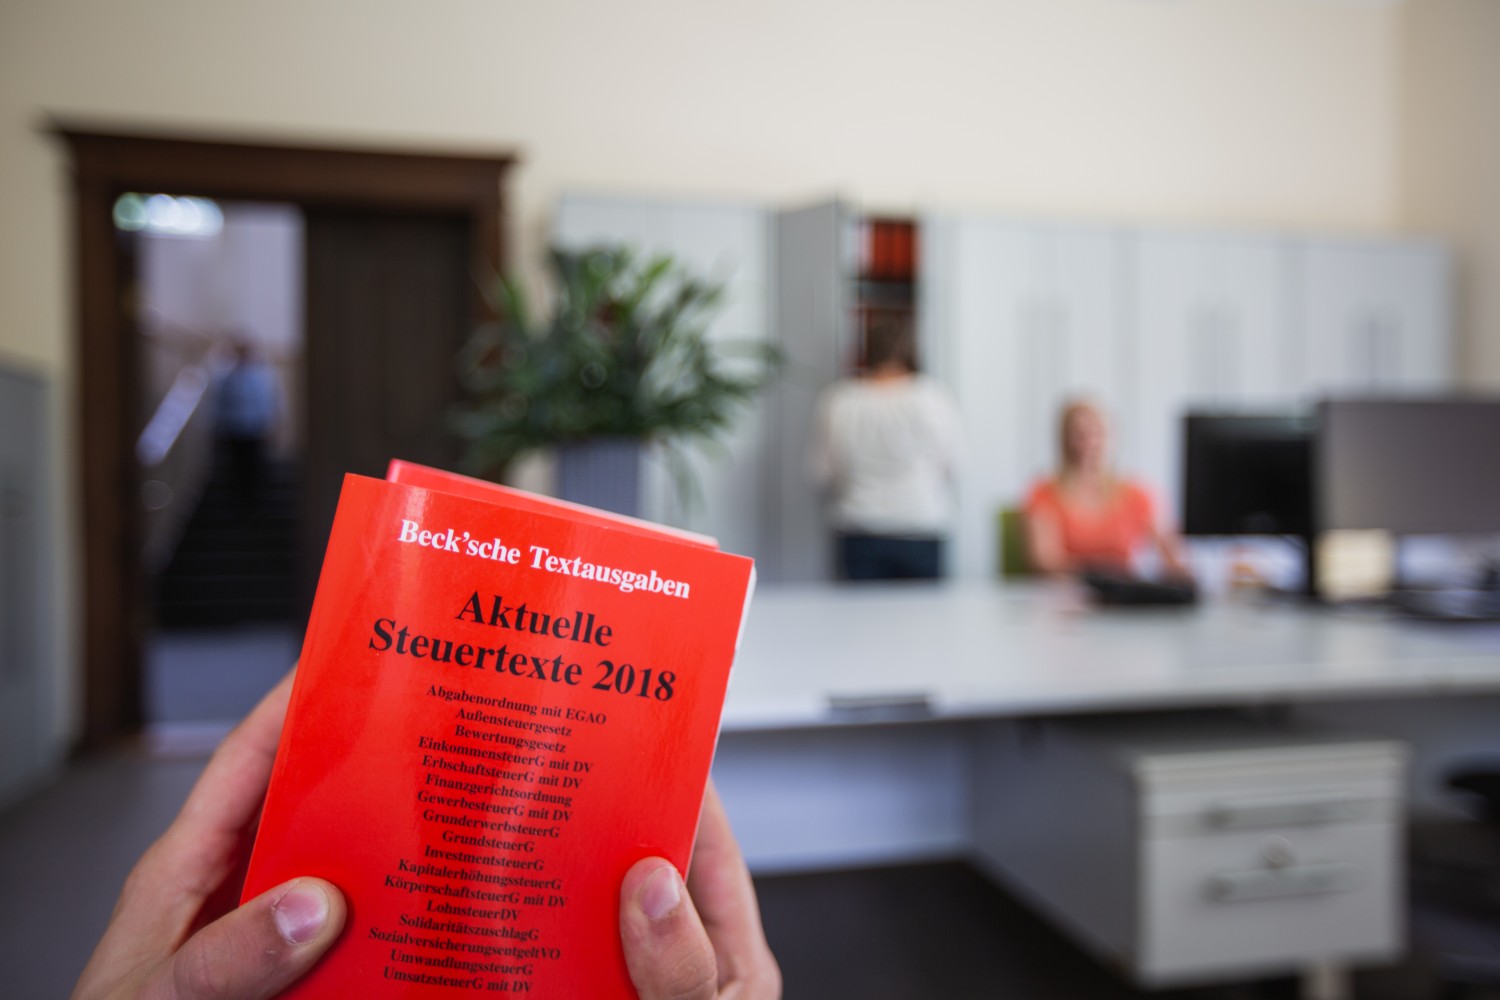 Beck'sche Textausgaben
Aktuelle
Steuertexte 2018
Abgabenordnung mit EGAO
Außensteuergesetz
Bewertungsgesetz
EinkommensteuerG mit DV
ErbschaftsteuerG mit DV
Finanzgerichtsordnung
GewerbesteuerG mit DV
GrunderwerbsteuerG
GrundsteuerG
InvestmentsteuerG
KapitalerhöhungssteuerG
KörperschaftsteuerG mit DV
LohnsteuerDV
SolidaritätszuschlagG
SozialversicherungsentgeltVO
UmwandlungssteuerG
UmsatzsteuerG mit DV